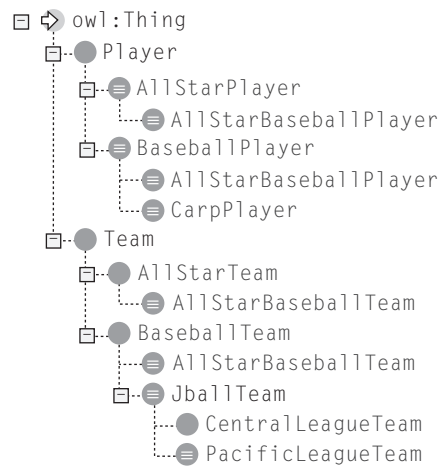 owl:Thing
Player
AllStarPlayer
AllStarBaseballPlayer
BaseballPlayer
AllStarBaseballPlayer
CarpPlayer
Team
AllStarTeam
AllStarBaseballTeam
BaseballTeam
AllStarBaseballTeam
JballTeam
CentralLeagueTeam
PacificLeagueTeam